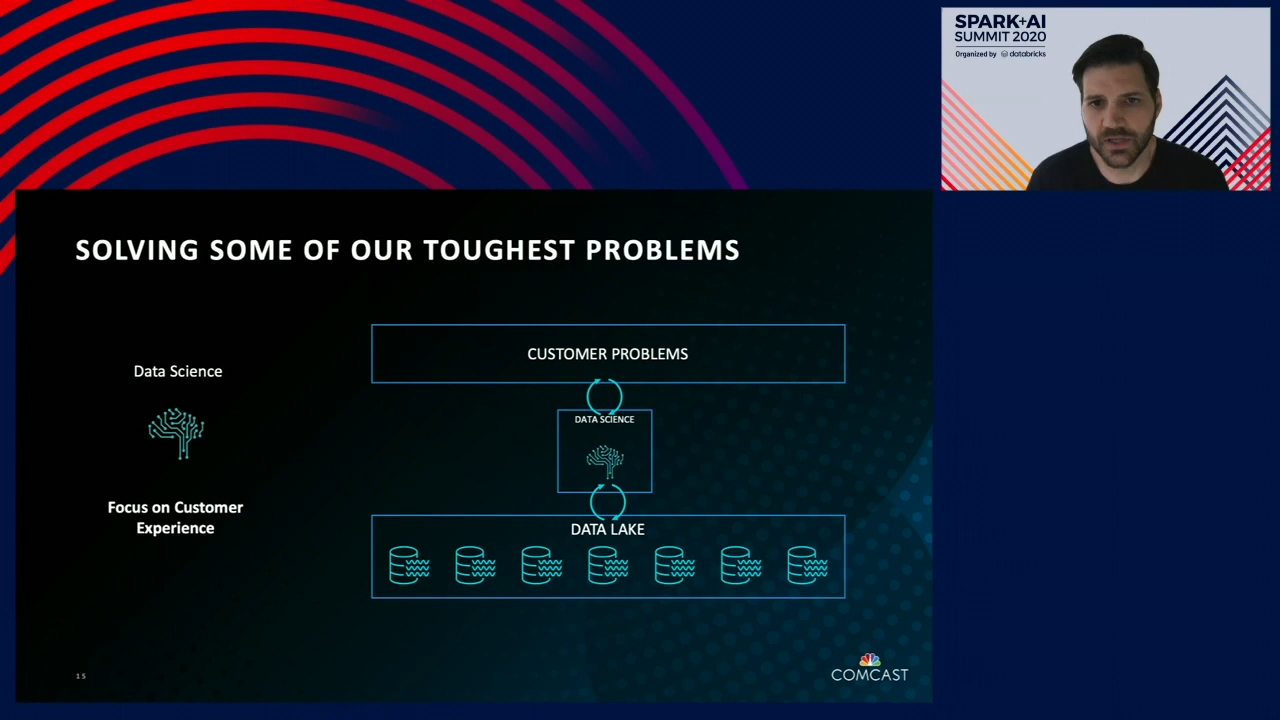 SPARK+AI
SUMMIT 2020
Organized by databricks
SOLVING SOME OF OUR TOUGHEST PROBLEMS
Data Science
Focus on Customer
Experience
CUSTOMER PROBLEMS
DATA SCIENCE
DATA LAKE
15
COMCAST